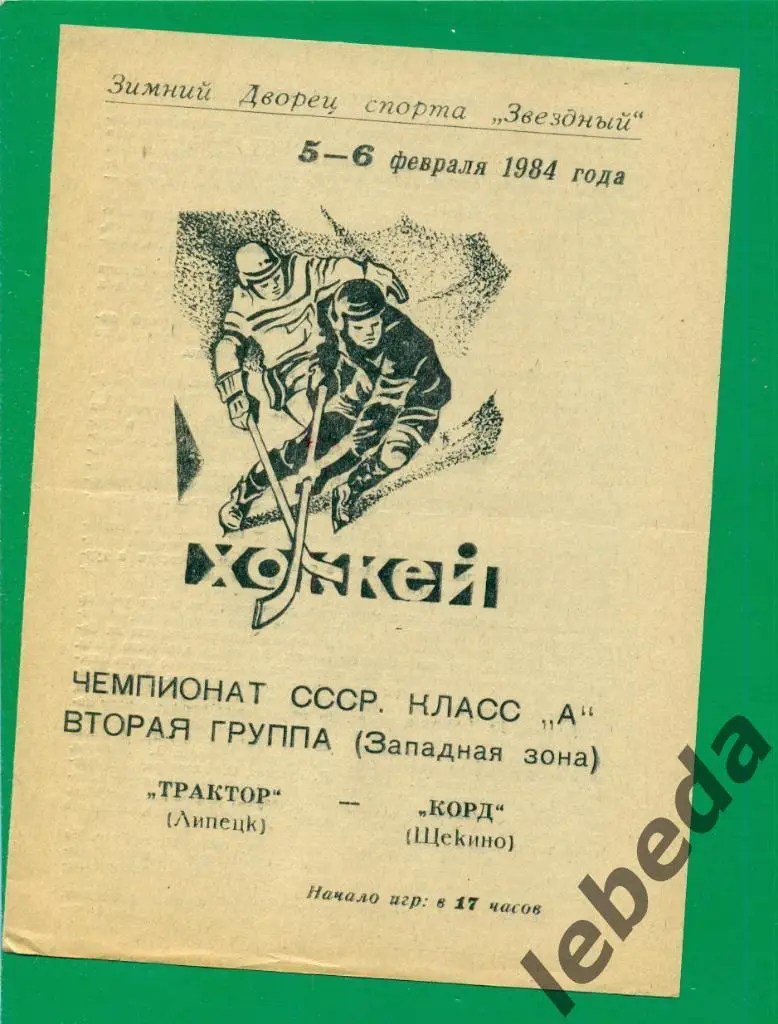 Зимний Дворец спорта „Звездный“
5—6 февраля 1984 года
хоккей
ЧЕМПИОНАТ СССР. КЛАСС „А“
ВТОРАЯ ГРУППА (Западная зона)
„ТРАКТОР“ — „КОРД“
(Липецк) (Щекино)
Начало игр: в 17 часов
lebeda